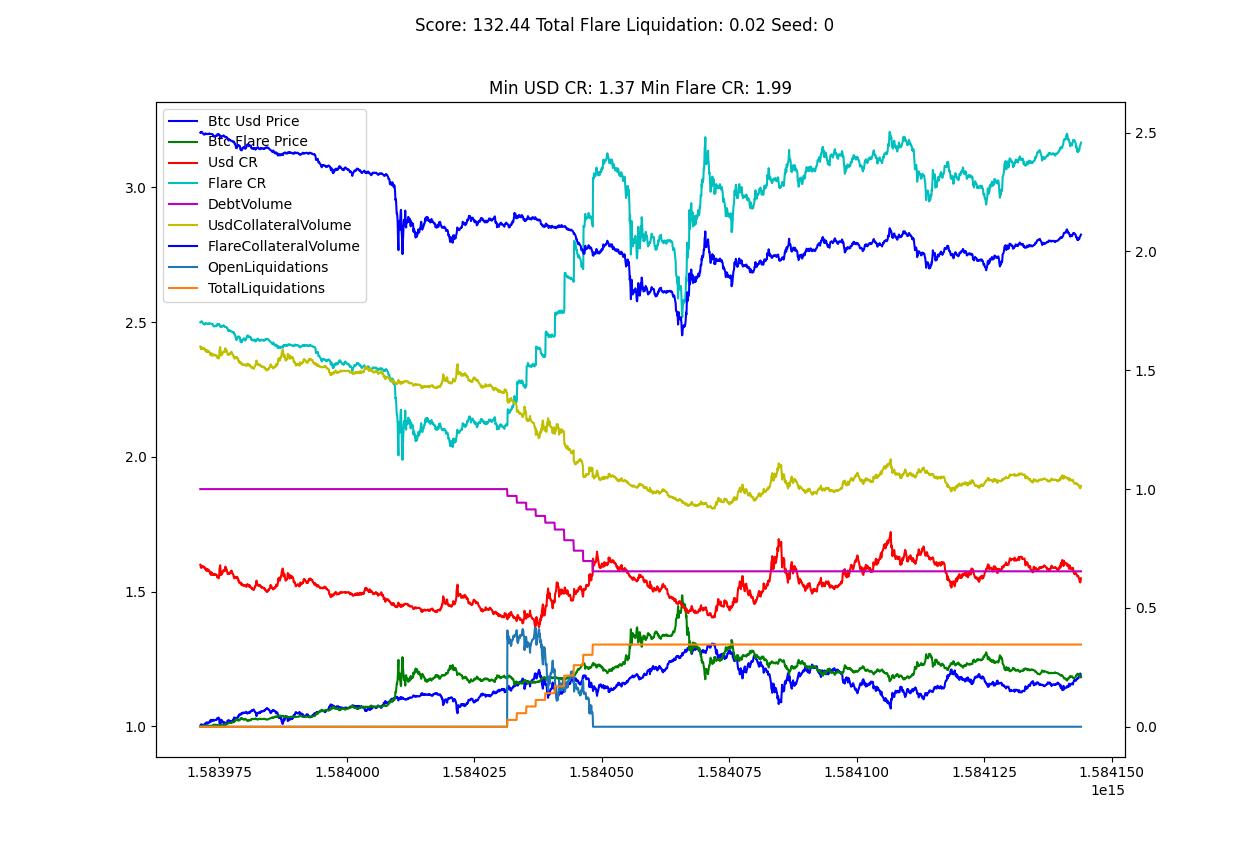 Score: 132.44 Total Flare Liquidation: 0.02 Seed: 0
Min USD CR: 1.37 Min Flare CR: 1.99
Btc Usd Price
Btc Flare Price
Usd CR
Flare CR
DebtVolume
UsdCollateralVolume
FlareCollateralVolume
OpenLiquidations
TotalLiquidations
3.0
2.5
2.0
1.5
1.0
2.5
2.0
1.5
1.0
0.5
0.0
1.583975 1.584000 1.584025 1.584050 1.584075 1.584100 1.584125 1.584150
1e15